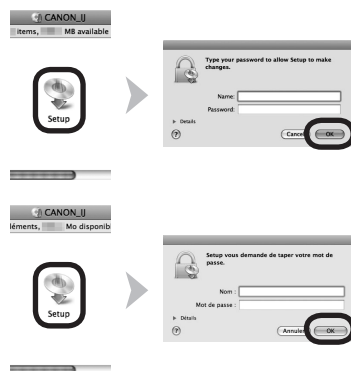 CANON_IJ
items, MB available
Setup
Type your password to allow Setup to make
changes.
Name:
Password:
Details
?
Cancel
OK
CANON_IJ
léments, Mo disponib
Setup
Setup vous demande de taper votre mot de
passe.
Nom :
Mot de passe :
Détails
?
Annuler
OK